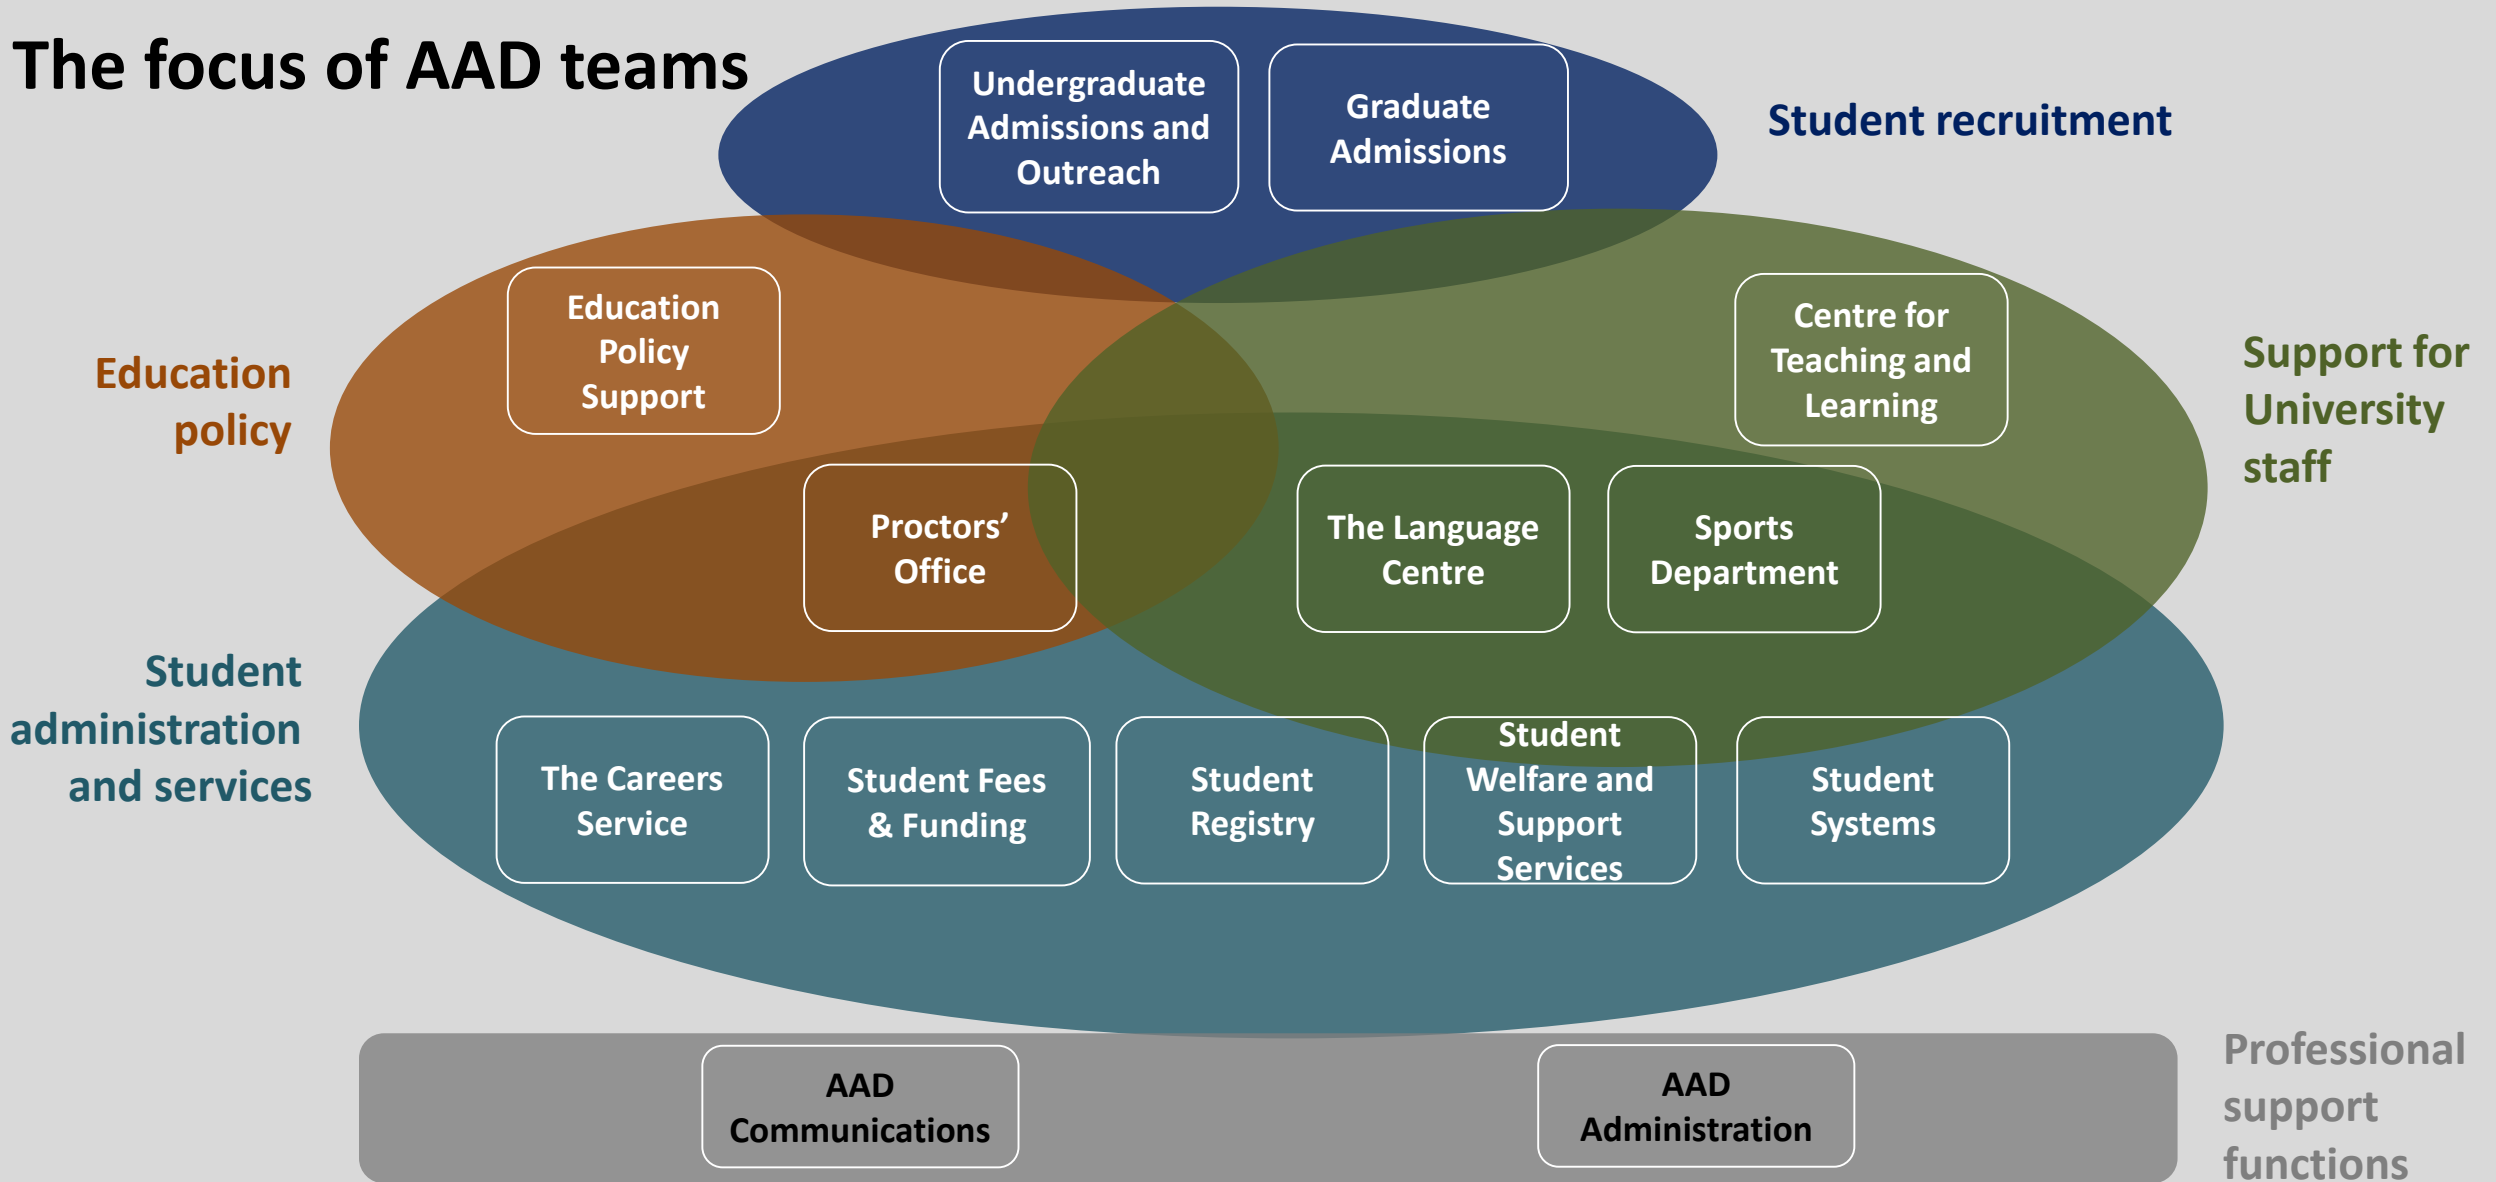 The focus of AAD teams
Undergraduate
Admissions and
Outreach
Graduate
Admissions
Student recruitment
Education
Policy
Support
Centre for
Teaching and
Learning
Education
policy
Support for
University
staff
Proctors’
Office
The Language
Centre
Sports
Department
Student
administration
and services
The Careers
Service
Student Fees
& Funding
Student
Registry
Student
Welfare and
Support
Services
Student
Systems
AAD
Communications
AAD
Administration
Professional
support
functions